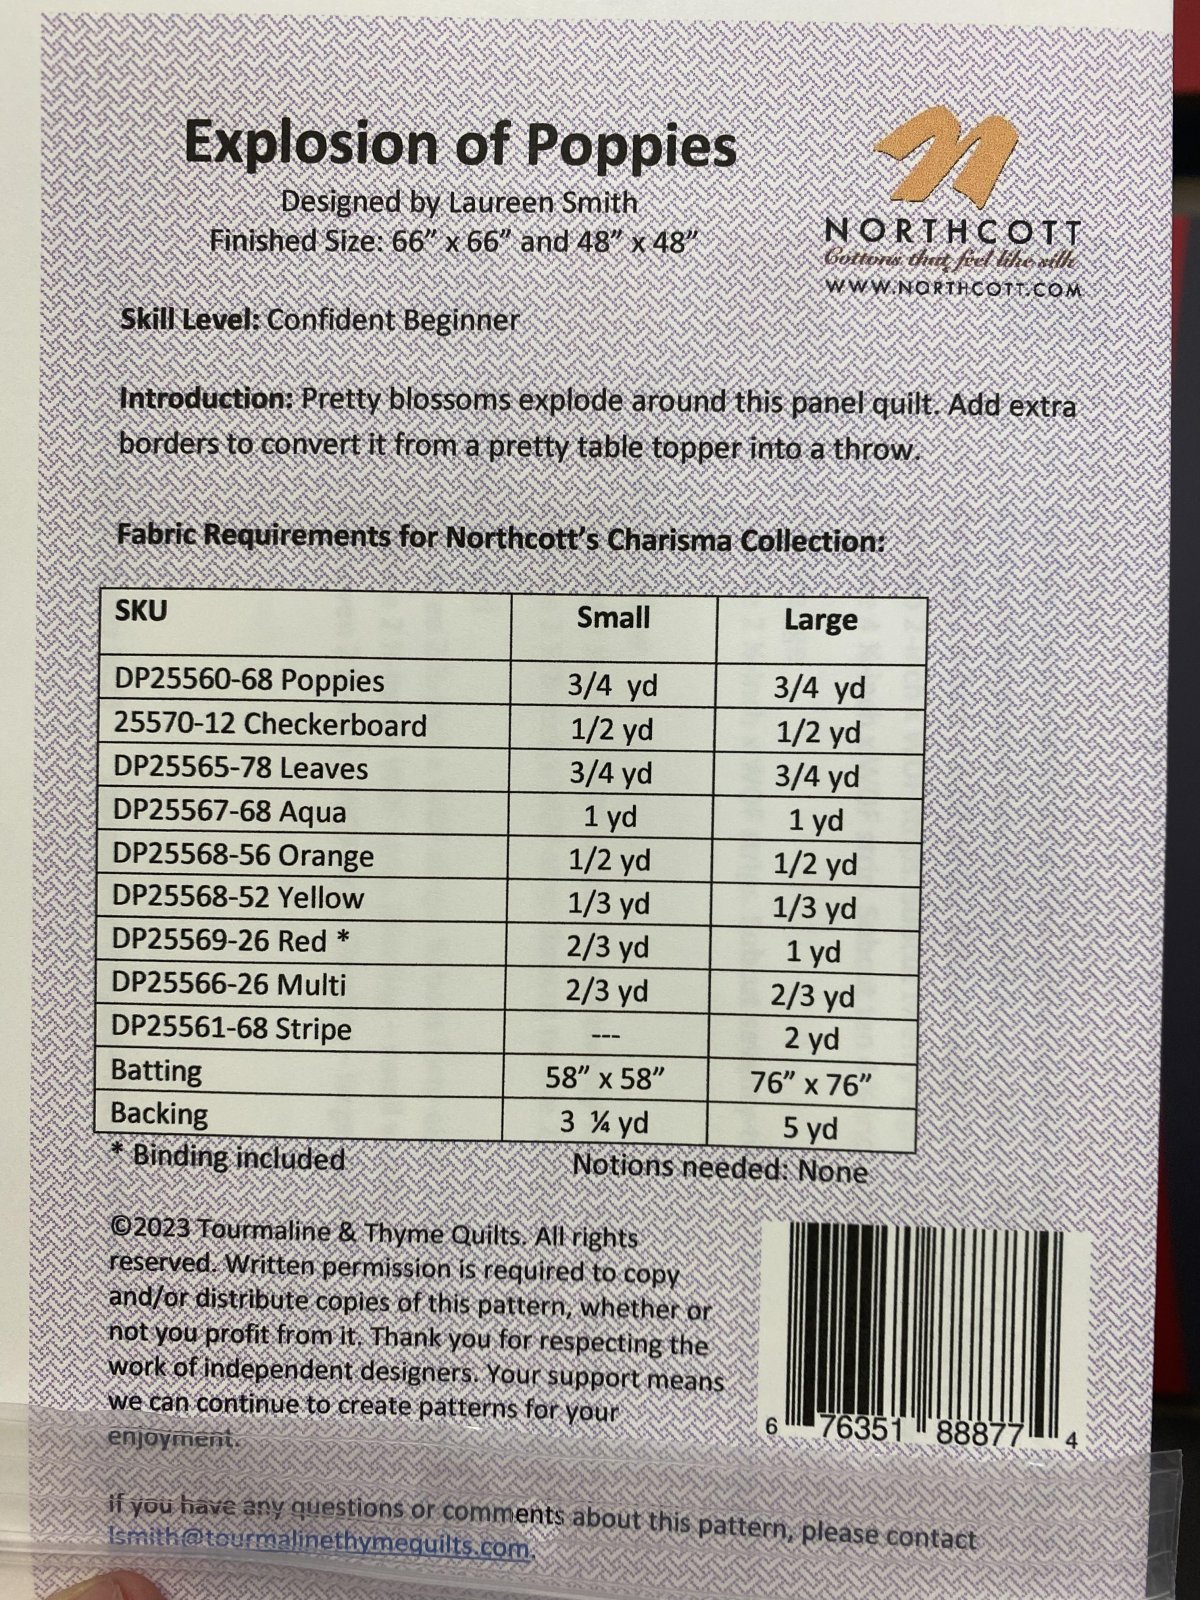 Explosion of Poppies
Designed by Laureen Smith
Finished Size: 66” x 66” and 48” x 48”
NORTHCOTT
Cottons that feel like silk
WWW.NORTHCOTT.COM
Skill Level: Confident Beginner
Introduction: Pretty blossoms explode around this panel quilt. Add extra
borders to convert it from a pretty table topper into a throw.
Fabric Requirements for Northcott’s Charisma Collection:
SKU Small Large
DP25560-68 Poppies 3/4 yd 3/4 yd
25570-12 Checkerboard 1/2 yd 1/2 yd
DP25565-78 Leaves 3/4 yd 3/4 yd
DP25567-68 Aqua 1 yd 1 yd
DP25568-56 Orange 1/2 yd 1/2 yd
DP25568-52 Yellow 1/3 yd 1/3 yd
DP25569-26 Red * 2/3 yd 1 yd
DP25566-26 Multi 2/3 yd 2/3 yd
DP25561-68 Stripe --- 2 yd
Batting 58” x 58” 76” x 76”
Backing 3 ¼ yd 5 yd
* Binding included Notions needed: None
©2023 Tourmaline & Thyme Quilts. All rights
reserved. Written permission is required to copy
and/or distribute copies of this pattern, whether or
not you profit from it. Thank you for respecting the
work of independent designers. Your support means
we can continue to create patterns for your
enjoyment.
6 76351 88877 4
If you have any questions or comments about this pattern, please contact
lsmith@tourmalinethymequilts.com.